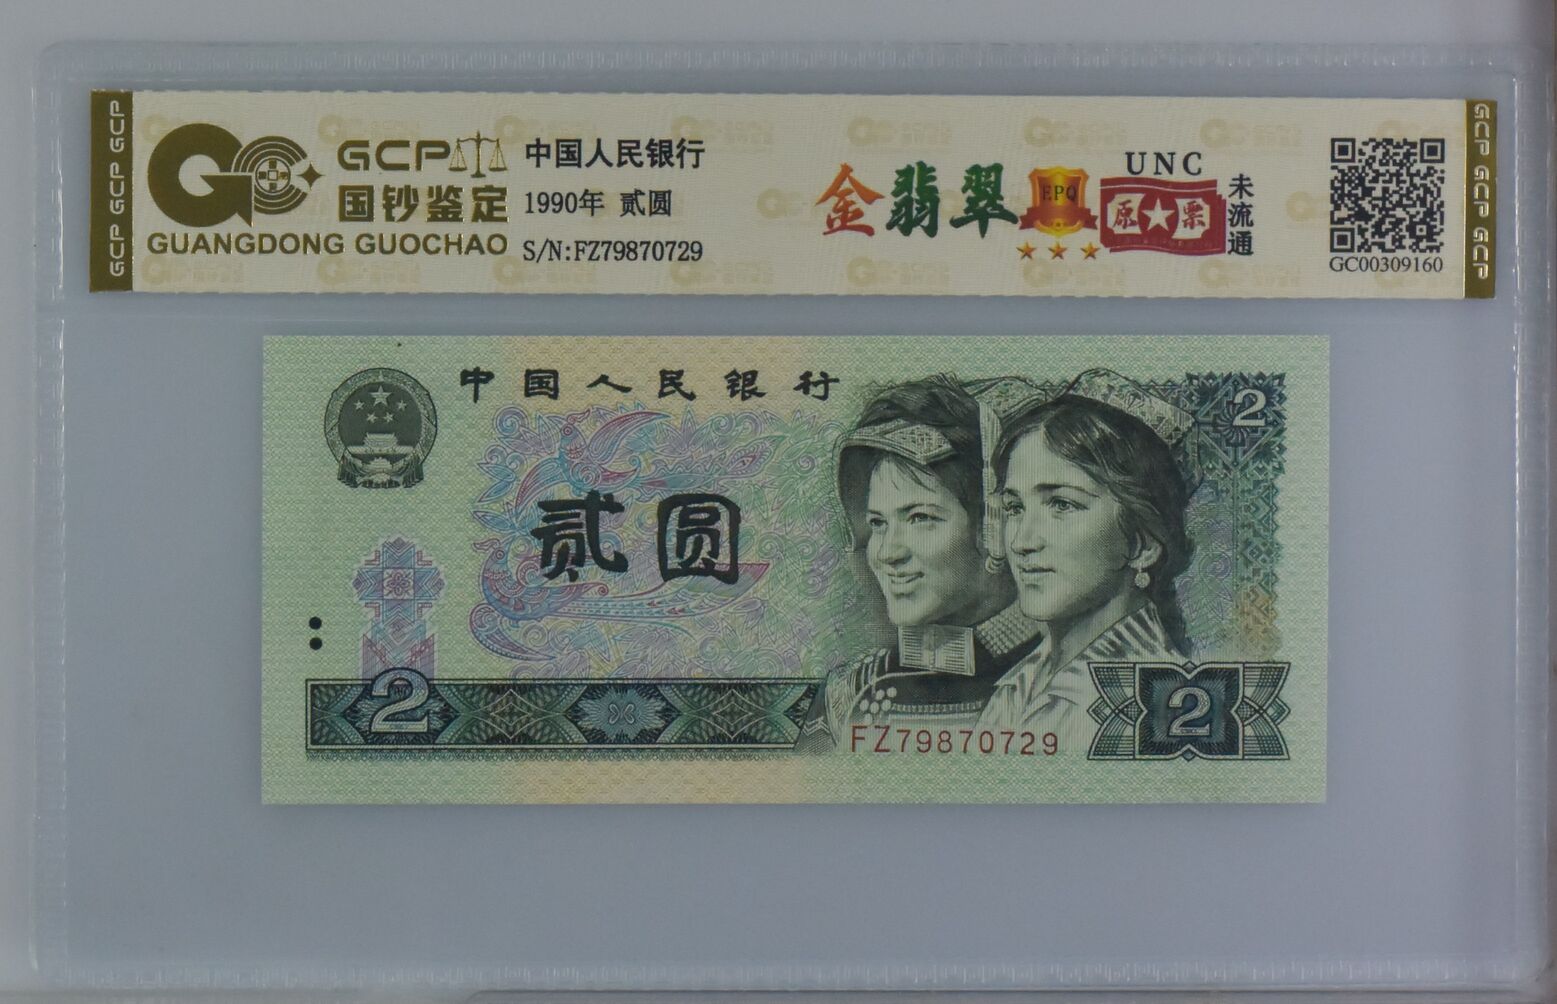 GCP GCP GCP
GCP
国钞鉴定
GUANGDONG GUOCHAO
中国人民银行
1990年 贰圆
S/N:FZ79870729
金翡翠
EPQ
UNC
原票
未流通
GC00309160
GCP GCP GCP
中国人民银行
贰圆
2
2
2
FZ79870729